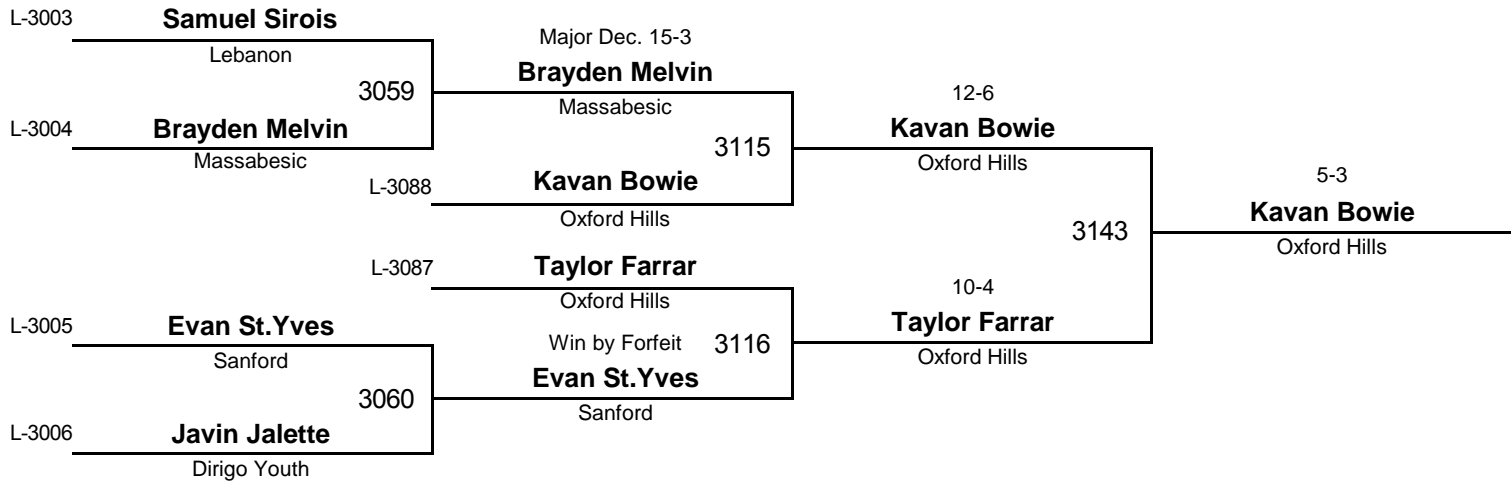 L-3003
Samuel Sirois
Lebanon
3059
L-3004
Brayden Melvin
Massabesic
Major Dec. 15-3
Brayden Melvin
Massabesic
3115
L-3088
Kavan Bowie
Oxford Hills
12-6
Kavan Bowie
Oxford Hills
3143
5-3
Kavan Bowie
Oxford Hills
L-3087
Taylor Farrar
Oxford Hills
3116
10-4
Taylor Farrar
Oxford Hills
L-3005
Evan St.Yves
Sanford
3060
Win by Forfeit
Evan St.Yves
Sanford
L-3006
Javin Jalette
Dirigo Youth